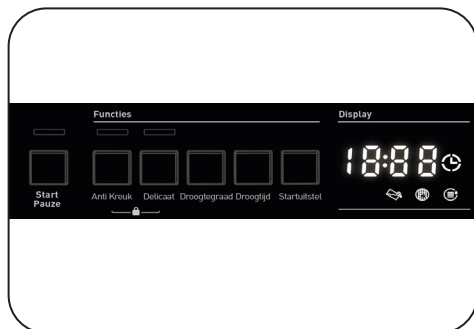 Functies
Display
18:88
Start
Pauze
Anti Kreuk Delicaat Droogtegraad Droogtijd Startuitstel